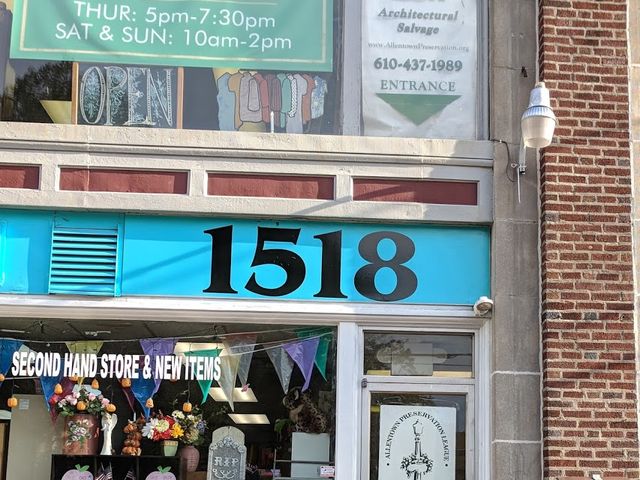 THUR: 5pm-7:30pm
SAT & SUN: 10am-2pm
Architectural
Salvage
www.AllentownPreservation.org
610-437-1989
ENTRANCE
OPEN
1518
SECOND HAND STORE & NEW ITEMS
ALLENTOWN PRESERVATION LEAGUE
RIP